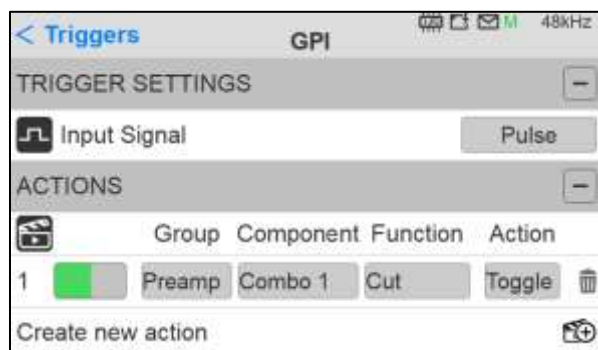 < Triggers GPI M 48kHz
TRIGGER SETTINGS −
Input Signal Pulse
ACTIONS −
Group Component Function Action
1 Preamp Combo 1 Cut Toggle
Create new action